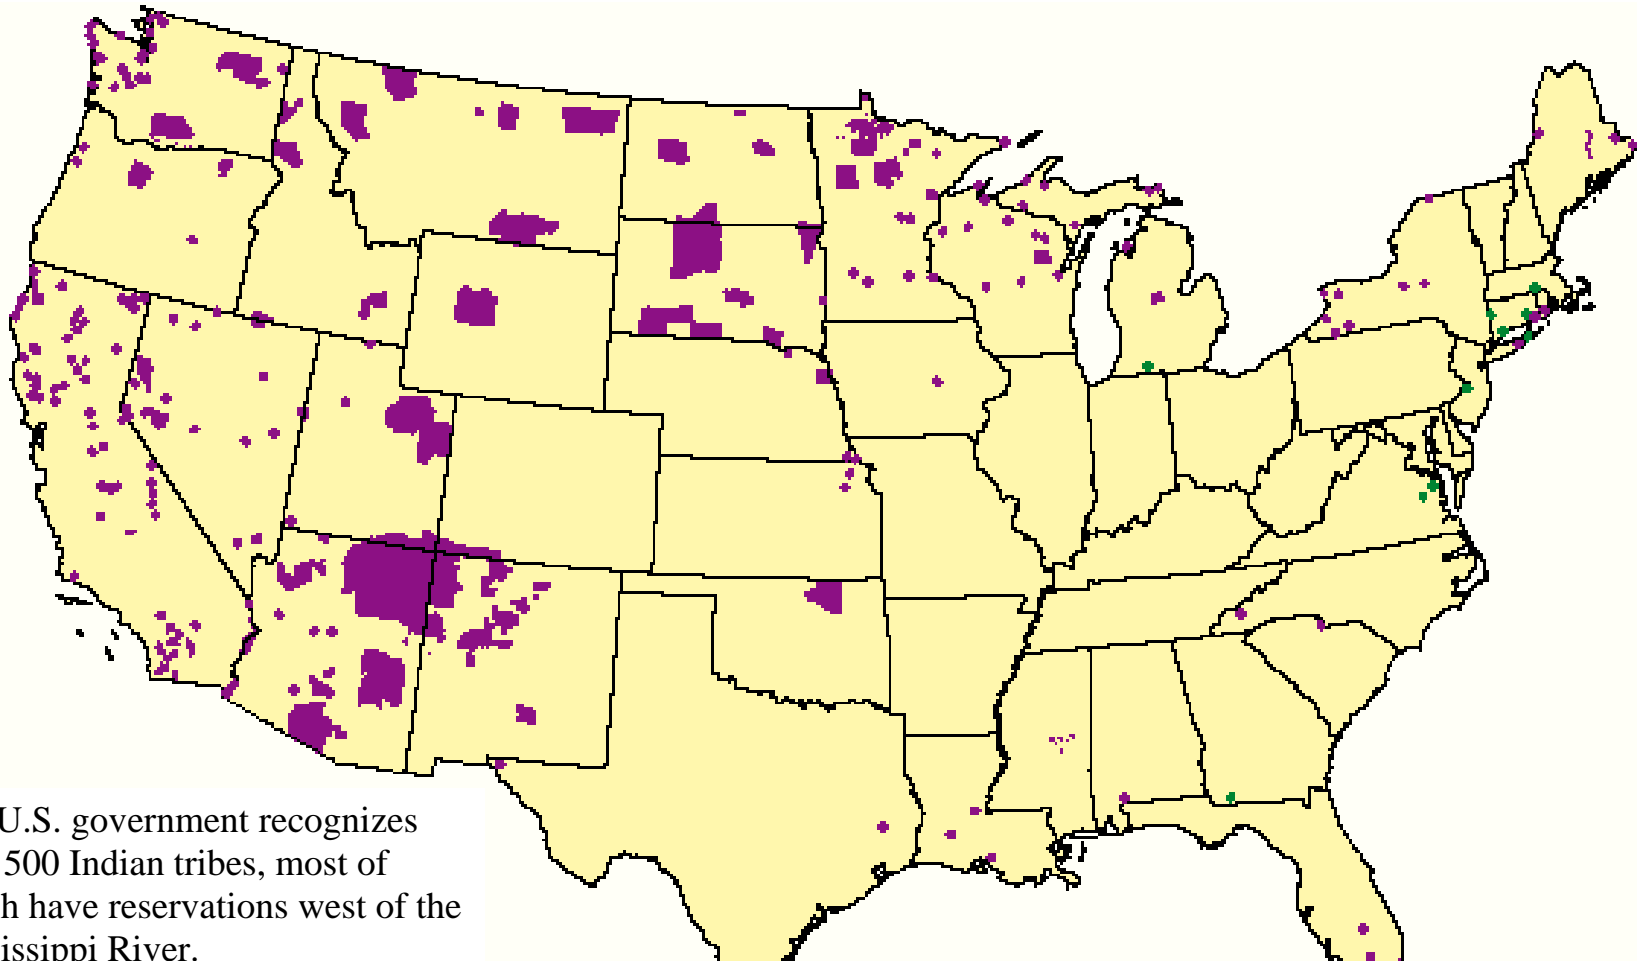 U.S. government recognizes
500 Indian tribes, most of
h have reservations west of the
issippi River.